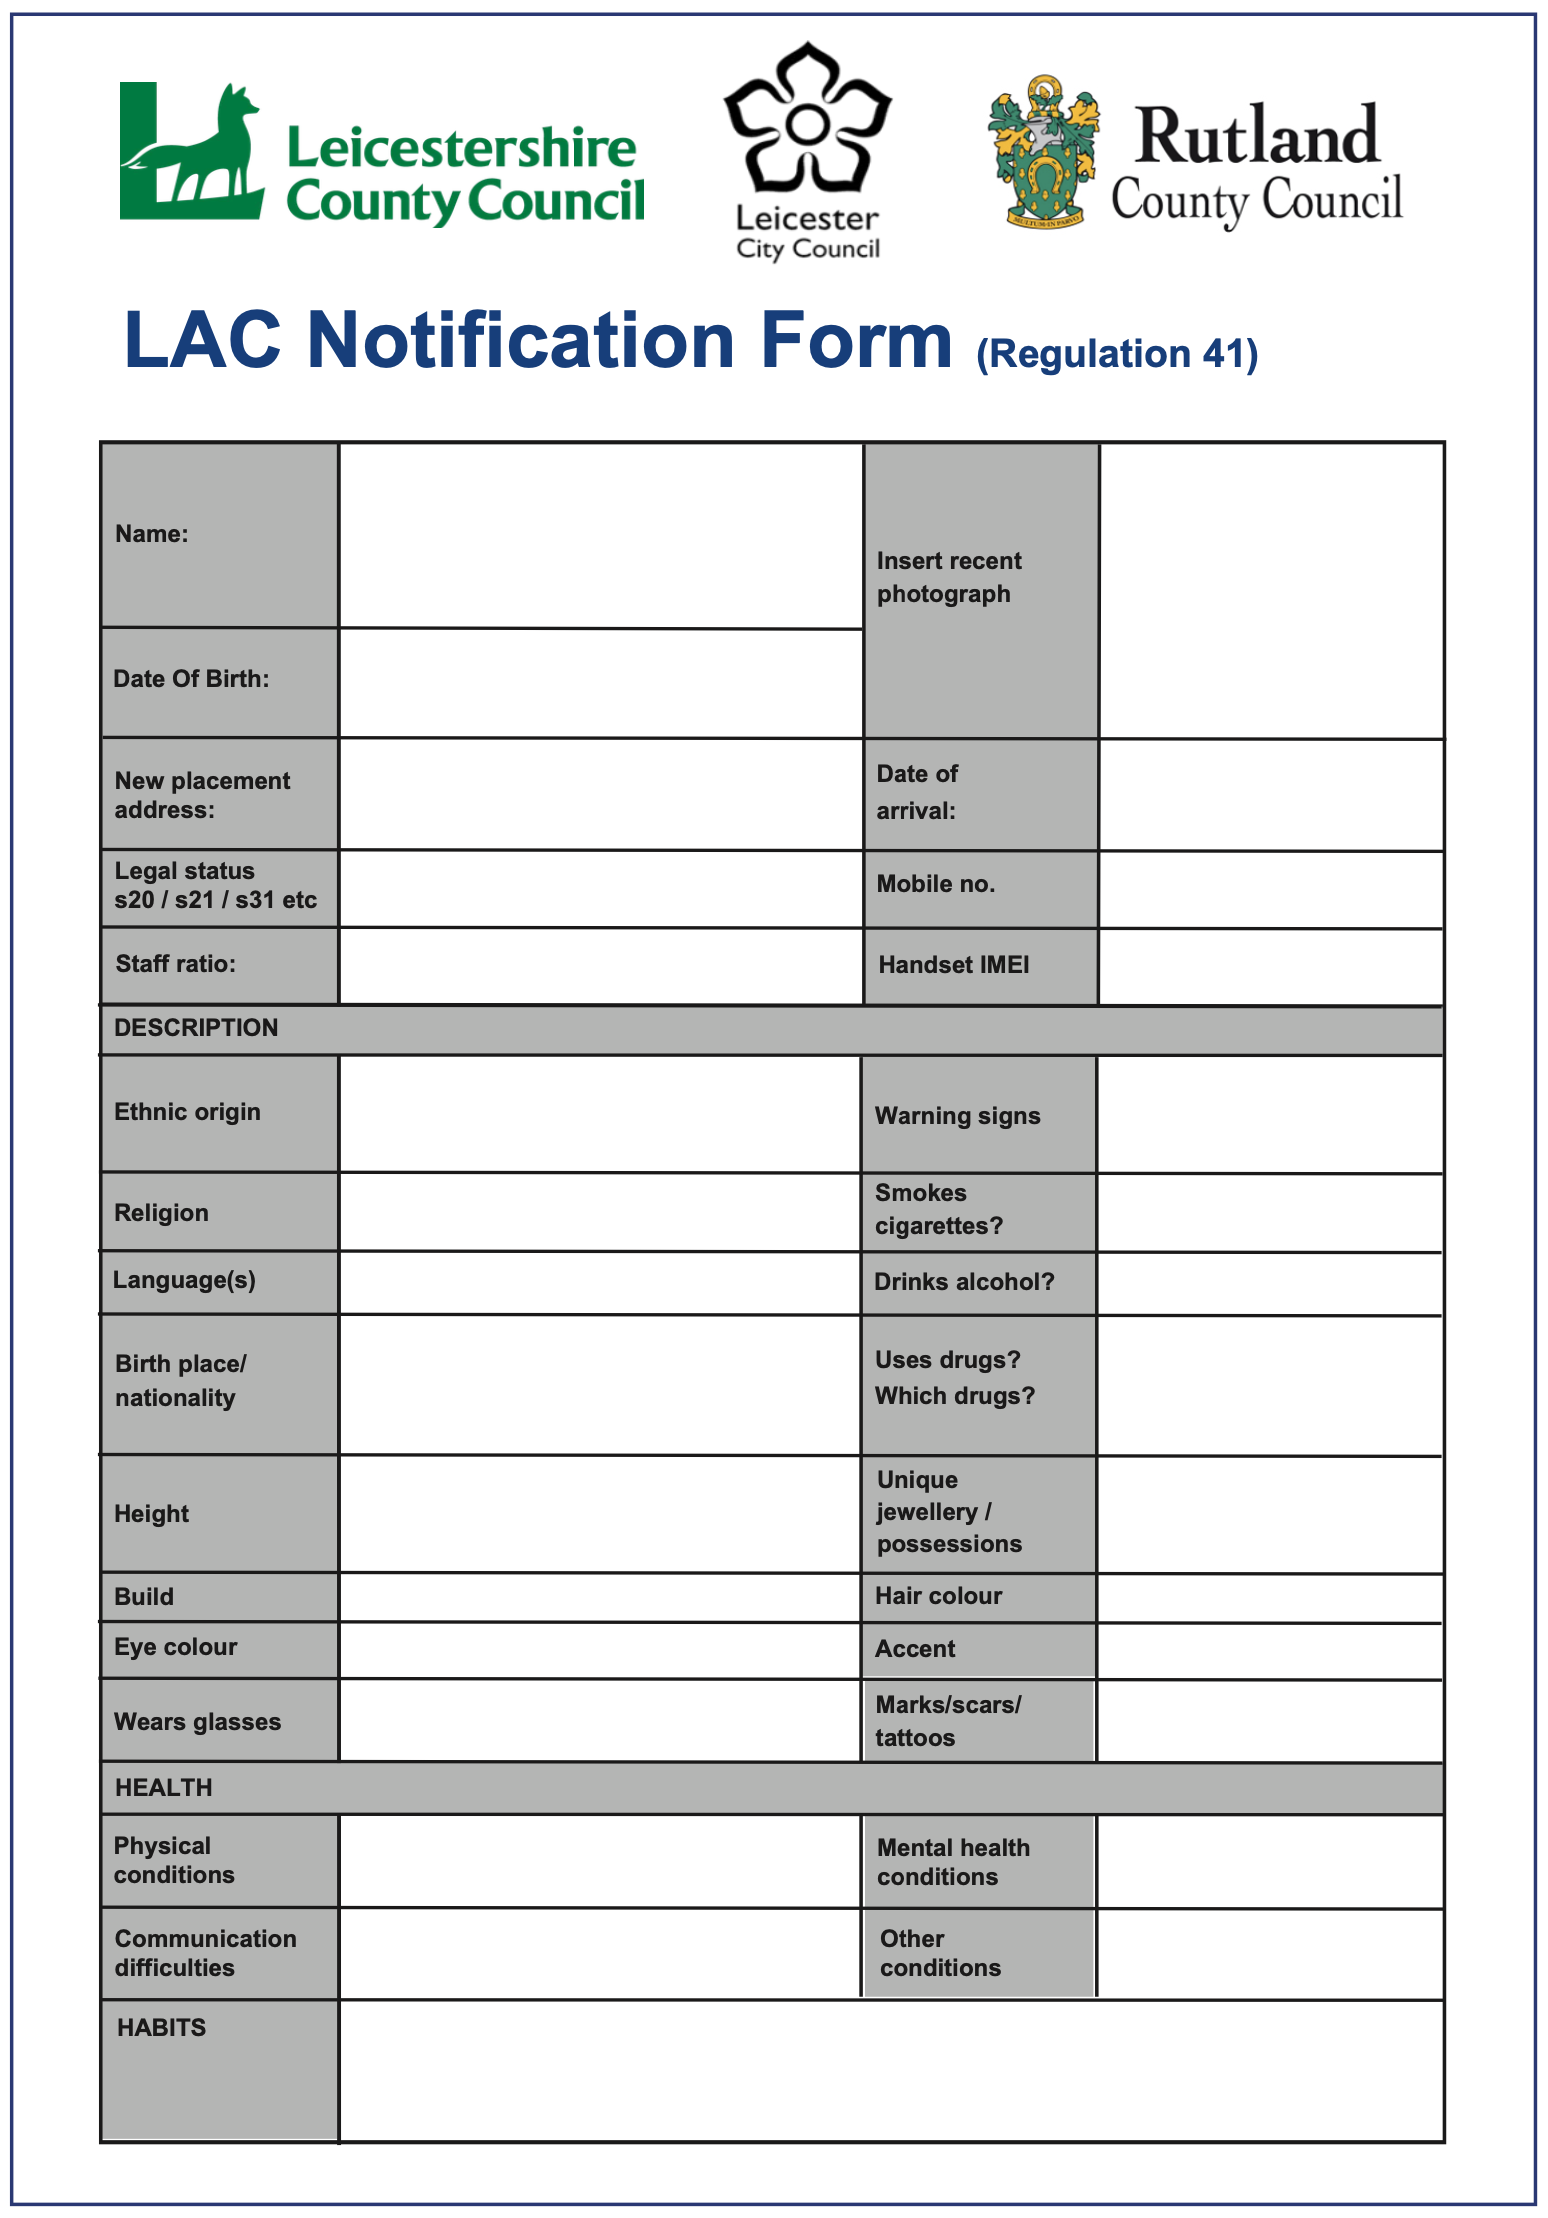 Leicestershire
County Council
Leicester
City Council
MULTUM IN PARVO
Rutland
County Council
LAC Notification Form (Regulation 41)
Name:
Insert recent
photograph
Date Of Birth:
New placement
address:
Date of
arrival:
Legal status
s20 / s21 / s31 etc
Mobile no.
Staff ratio:
Handset IMEI
DESCRIPTION
Ethnic origin
Warning signs
Religion
Smokes
cigarettes?
Language(s)
Drinks alcohol?
Birth place/
nationality
Uses drugs?
Which drugs?
Height
Unique
jewellery /
possessions
Build
Hair colour
Eye colour
Accent
Wears glasses
Marks/scars/
tattoos
HEALTH
Physical
conditions
Mental health
conditions
Communication
difficulties
Other
conditions
HABITS